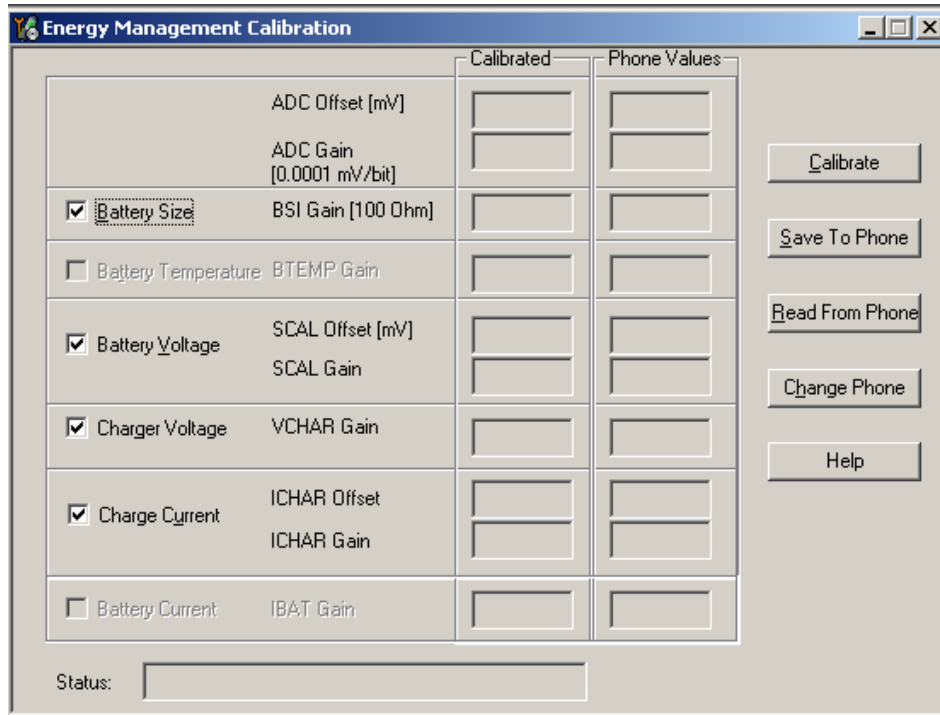 Energy Management Calibration
Calibrated Phone Values
ADC Offset [mV]
ADC Gain
[0.0001 mV/bit]
Calibrate
Battery Size BSI Gain [100 Ohm]
Save To Phone
Battery Temperature BTEMP Gain
Read From Phone
SCAL Offset [mV]
Battery Voltage
SCAL Gain
Change Phone
Charger Voltage VCHAR Gain
Help
ICHAR Offset
Charge Current
ICHAR Gain
Battery Current IBAT Gain
Status: